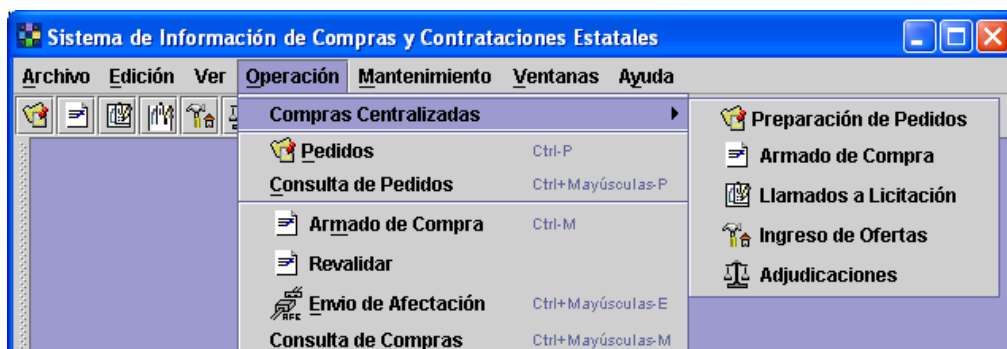 Sistema de Información de Compras y Contrataciones Estatales
Archivo Edición Ver Operación Mantenimiento Ventanas Ayuda
Compras Centralizadas
Pedidos Ctrl-P
Consulta de Pedidos Ctrl+Mayúsculas-P
Armado de Compra Ctrl-M
Revalidar
Envio de Afectación Ctrl+Mayúsculas-E
Consulta de Compras Ctrl+Mayúsculas-M
Preparación de Pedidos
Armado de Compra
Llamados a Licitación
Ingreso de Ofertas
Adjudicaciones